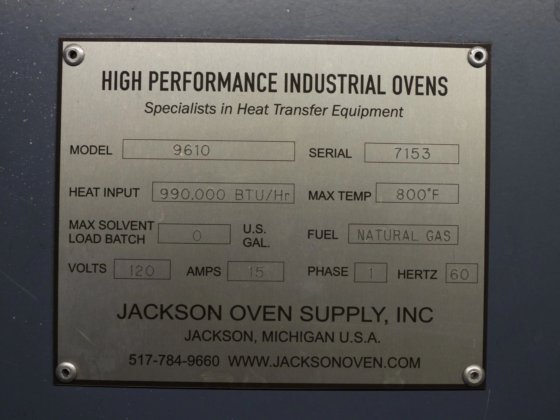 HIGH PERFORMANCE INDUSTRIAL OVENS
Specialists in Heat Transfer Equipment
MODEL 9610 SERIAL 7153
HEAT INPUT 990,000 BTU/Hr MAX TEMP 800°F
MAX SOLVENT LOAD BATCH 0 U.S. GAL. FUEL NATURAL GAS
VOLTS 120 AMPS 15 PHASE 1 HERTZ 60
JACKSON OVEN SUPPLY, INC
JACKSON, MICHIGAN U.S.A.
517-784-9660 WWW.JACKSONOVEN.COM